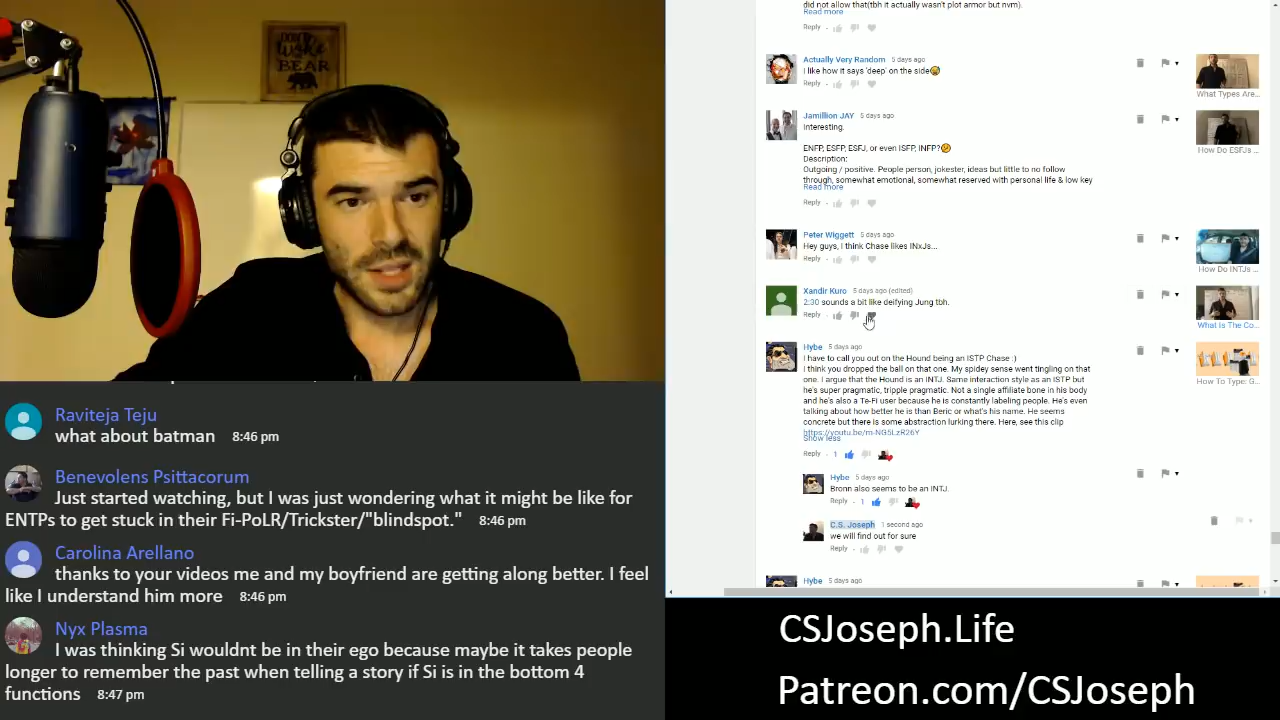 Don't
Woke
BEAR
Raviteja Teju
what about batman 8:46 pm
Benevolens Psittacorum
Just started watching, but I was just wondering what it might be like for
ENTPs to get stuck in their Fi-PoLR/Trickster/"blindspot." 8:46 pm
Carolina Arellano
thanks to your videos me and my boyfriend are getting along better. I feel
like I understand him more 8:46 pm
Nyx Plasma
I was thinking Si wouldnt be in their ego because maybe it takes people
longer to remember the past when telling a story if Si is in the bottom 4
functions 8:47 pm
did not allow that(tbh it actually wasn't plot armor but nvm).
Read more
Reply
Actually Very Random 5 days ago
I like how it says 'deep' on the side
Reply
What Types Are...
Jamillion JAY 5 days ago
Interesting.
ENFP, ESFP, ESFJ, or even ISFP, INFP?
Description:
Outgoing / positive. People person, jokester, ideas but little to no follow
through, somewhat emotional, somewhat reserved with personal life & low key
Read more
Reply
How Do ESFJs ...
Peter Wiggett 5 days ago
Hey guys, I think Chase likes INxJs...
Reply
How Do INTJs ...
Xandir Kuro 5 days ago (edited)
2:30 sounds a bit like deifying Jung tbh.
Reply
What Is The Co...
Hybe 5 days ago
I have to call you out on the Hound being an ISTP Chase :)
I think you dropped the ball on that one. My spidey sense went tingling on that
one. I argue that the Hound is an INTJ. Same interaction style as an ISTP but
he's super pragmatic, tripple pragmatic. Not a single affiliate bone in his body
and he's also a Te-Fi user because he is constantly labeling people. He's even
talking about how better he is than Beric or what's his name. He seems
concrete but there is some abstraction lurking there. Here, see this clip
https://youtu.be/m-NG5LzR26Y
Show less
Reply 1
How To Type: G...
Hybe 5 days ago
Bronn also seems to be an INTJ.
Reply 1
C.S. Joseph 1 second ago
we will find out for sure
Reply
Hybe 5 days ago
CSJoseph.Life
Patreon.com/CSJoseph